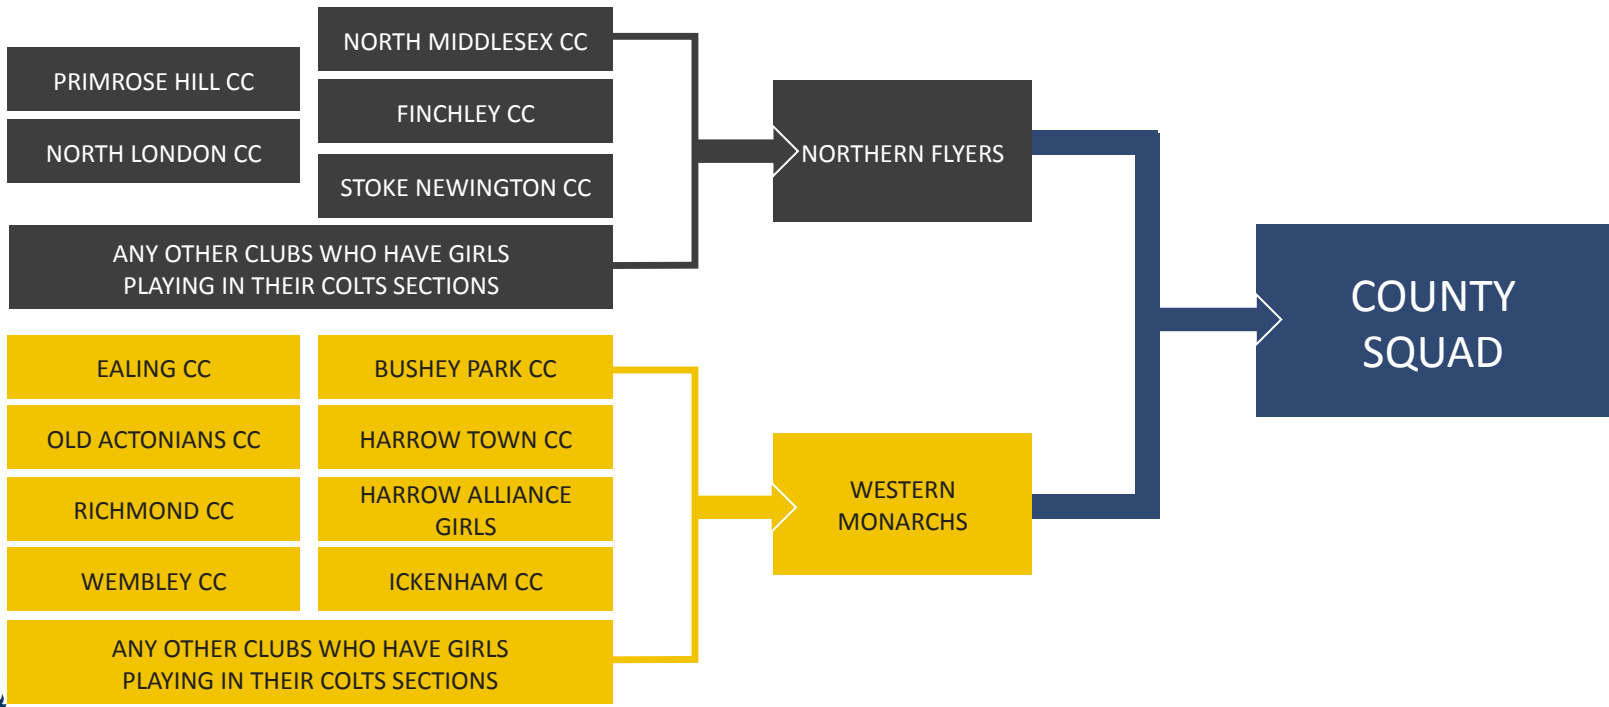 NORTH MIDDLESEX CC
PRIMROSE HILL CC
FINCHLEY CC
NORTH LONDON CC
STOKE NEWINGTON CC
ANY OTHER CLUBS WHO HAVE GIRLS
PLAYING IN THEIR COLTS SECTIONS
NORTHERN FLYERS
EALING CC
BUSHEY PARK CC
OLD ACTONIANS CC
HARROW TOWN CC
RICHMOND CC
HARROW ALLIANCE
GIRLS
WEMBLEY CC
ICKENHAM CC
ANY OTHER CLUBS WHO HAVE GIRLS
PLAYING IN THEIR COLTS SECTIONS
WESTERN
MONARCHS
COUNTY
SQUAD